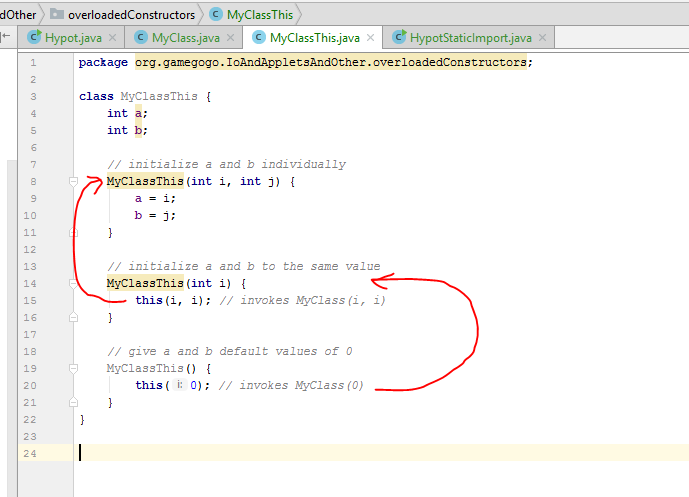 dOther overloadedConstructors MyClassThis
Hypot.java MyClass.java MyClassThis.java HypotStaticImport.java
1 package org.gamegogo.IoAndAppletsAndOther.overloadedConstructors;
2
3 class MyClassThis {
4 int a;
5 int b;
6
7 // initialize a and b individually
8 MyClassThis(int i, int j) {
9 a = i;
10 b = j;
11 }
12
13 // initialize a and b to the same value
14 MyClassThis(int i) {
15 this(i, i); // invokes MyClass(i, i)
16 }
17
18 // give a and b default values of 0
19 MyClassThis() {
20 this( i: 0); // invokes MyClass(0)
21 }
22 }
23
24